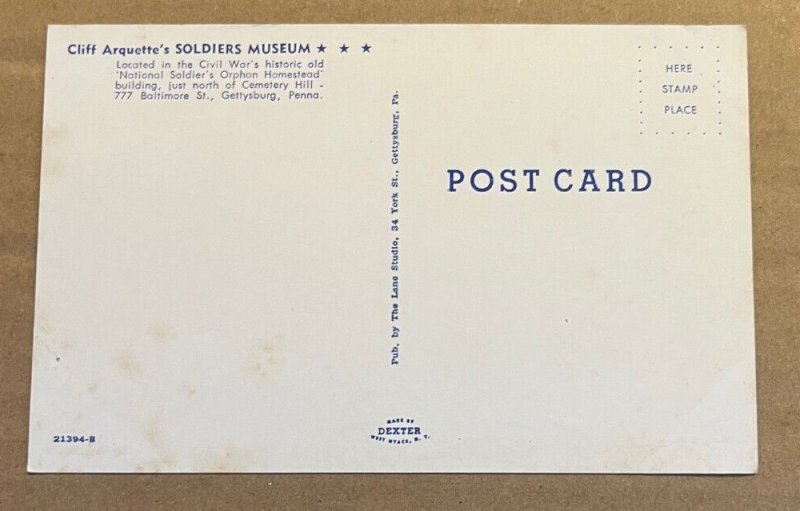 Cliff Arquette's SOLDIERS MUSEUM ★ ★ ★
Located in the Civil War's historic old
'National Soldier's Orphan Homestead'
building, just north of Cemetery Hill -
777 Baltimore St., Gettysburg, Penna.
HERE
STAMP
PLACE
POST CARD
Pub. by The Lane Studio, 34 York St., Gettysburg, Pa.
21394-B
MADE BY
DEXTER
WEST NYACK, N. Y.